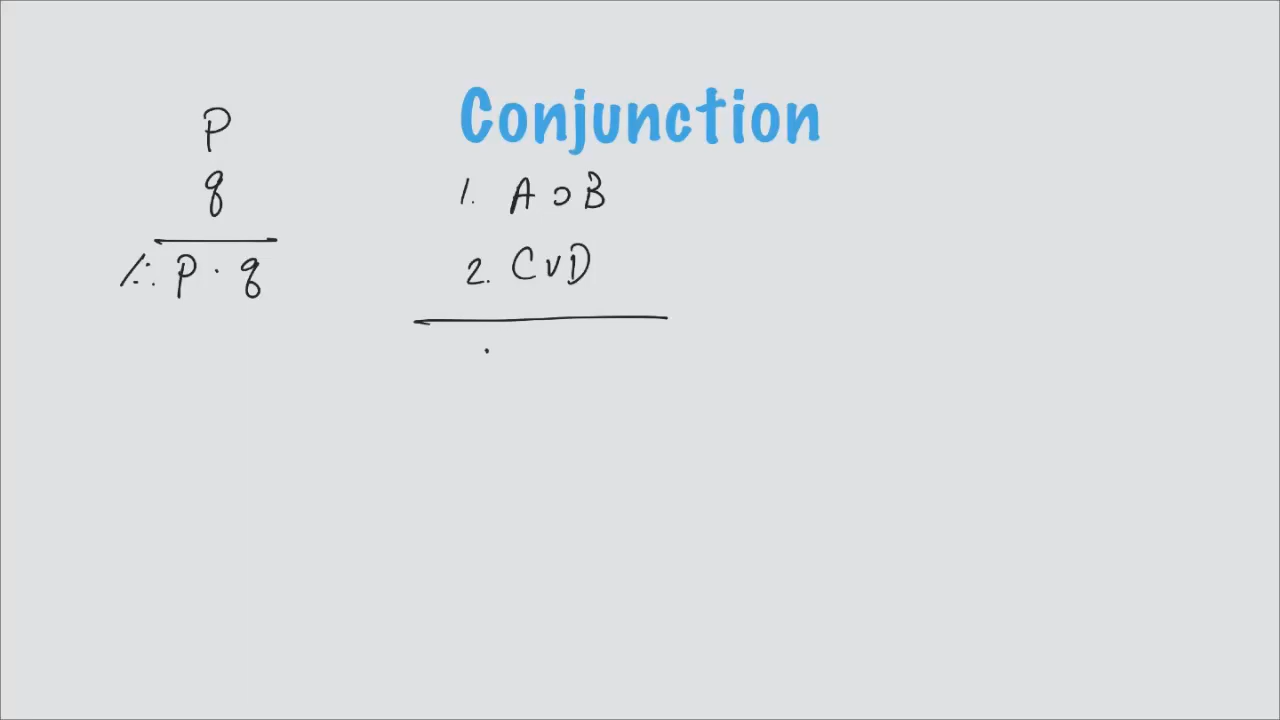 Conjunction
P
q
/∴ P · q
1. A ⊃ B
2. C v D